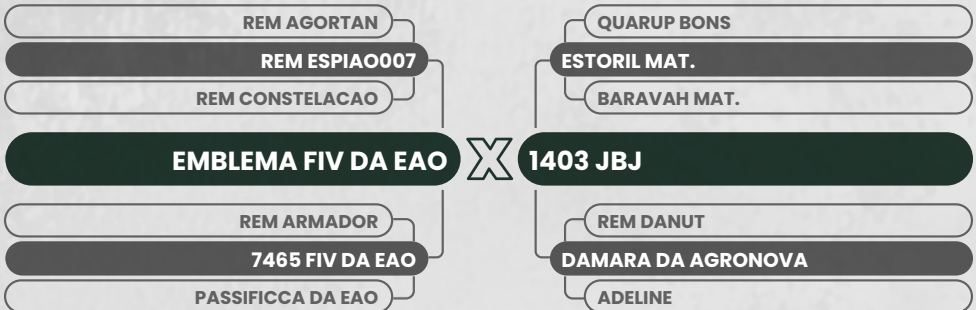 REM AGORTAN
REM ESPIAO007
REM CONSTELACAO
EMBLEMA FIV DA EAO
REM ARMADOR
7465 FIV DA EAO
PASSIFICCA DA EAO
X
QUARUP BONS
ESTORIL MAT.
BARAVAH MAT.
1403 JBJ
REM DANUT
DAMARA DA AGRONOVA
ADELINE